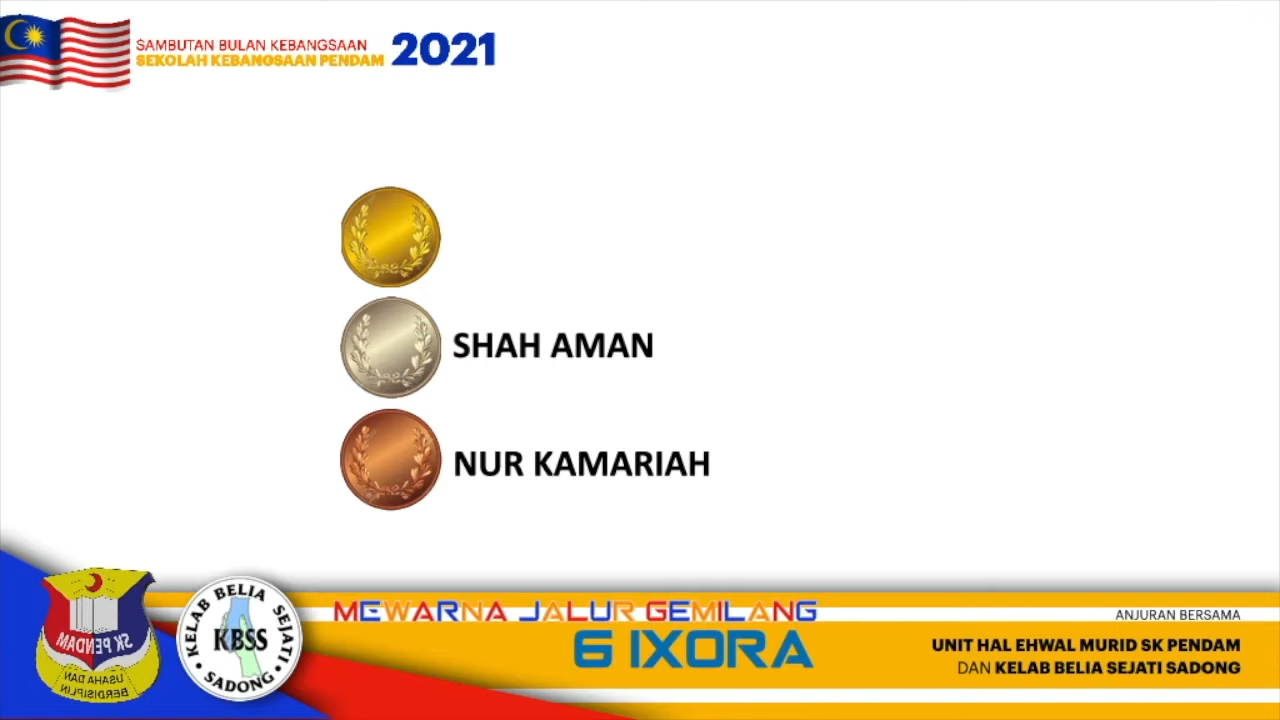 SAMBUTAN BULAN KEBANGSAAN
SEKOLAH KEBANGSAAN PENDAM
2021
SHAH AMAN
NUR KAMARIAH
SK PENDAM
USAHA DAN
BERDISIPLIN
KELAB BELIA SEJATI
KBSS
SADONG
MEWARNA JALUR GEMILANG
6 IXORA
ANJURAN BERSAMA
UNIT HAL EHWAL MURID SK PENDAM
DAN KELAB BELIA SEJATI SADONG